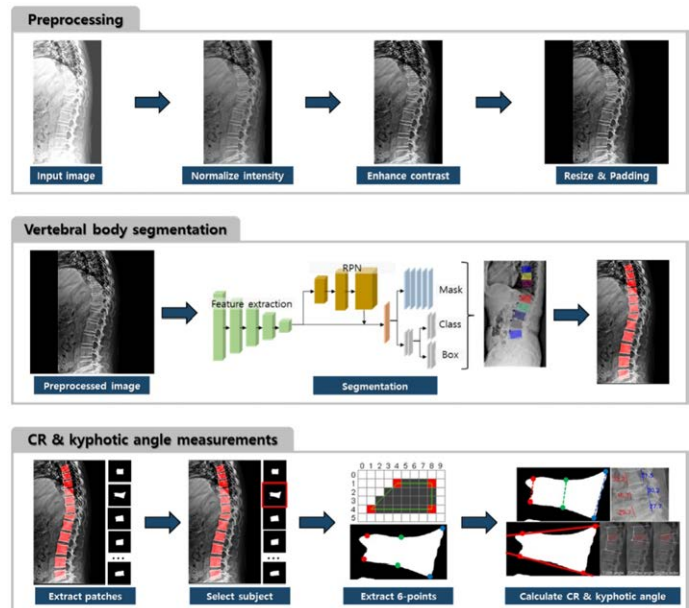 Preprocessing
Input image
Normalize intensity
Enhance contrast
Resize & Padding
Vertebral body segmentation
Preprocessed image
Feature extraction
RPN
Mask
Class
Box
Segmentation
CR & kyphotic angle measurements
...
...
0 1 2 3 4 5 6 7 8 9
0
1
2
3
4
5
Extract patches
Select subject
Extract 6-points
Calculate CR & kyphotic angle